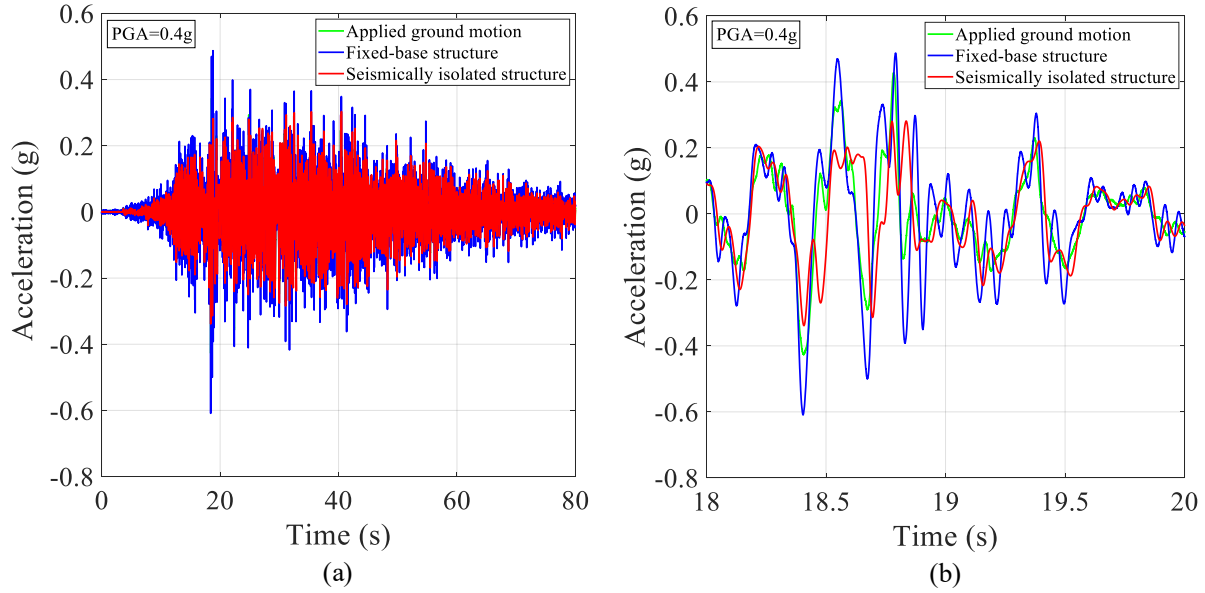 PGA=0.4g
Applied ground motion
Fixed-base structure
Seismically isolated structure
Acceleration (g)
0.6
0.4
0.2
0
-0.2
-0.4
-0.6
-0.8
0 20 40 60 80
Time (s)
(a)
PGA=0.4g
Applied ground motion
Fixed-base structure
Seismically isolated structure
Acceleration (g)
0.6
0.4
0.2
0
-0.2
-0.4
-0.6
-0.8
18 18.5 19 19.5 20
Time (s)
(b)